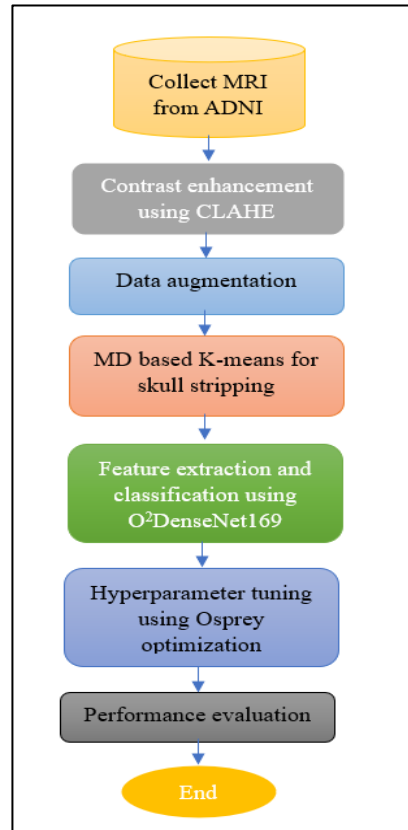 Collect MRI
from ADNI
Contrast enhancement
using CLAHE
Data augmentation
MD based K-means for
skull stripping
Feature extraction and
classification using
O²DenseNet169
Hyperparameter tuning
using Osprey
optimization
Performance evaluation
End